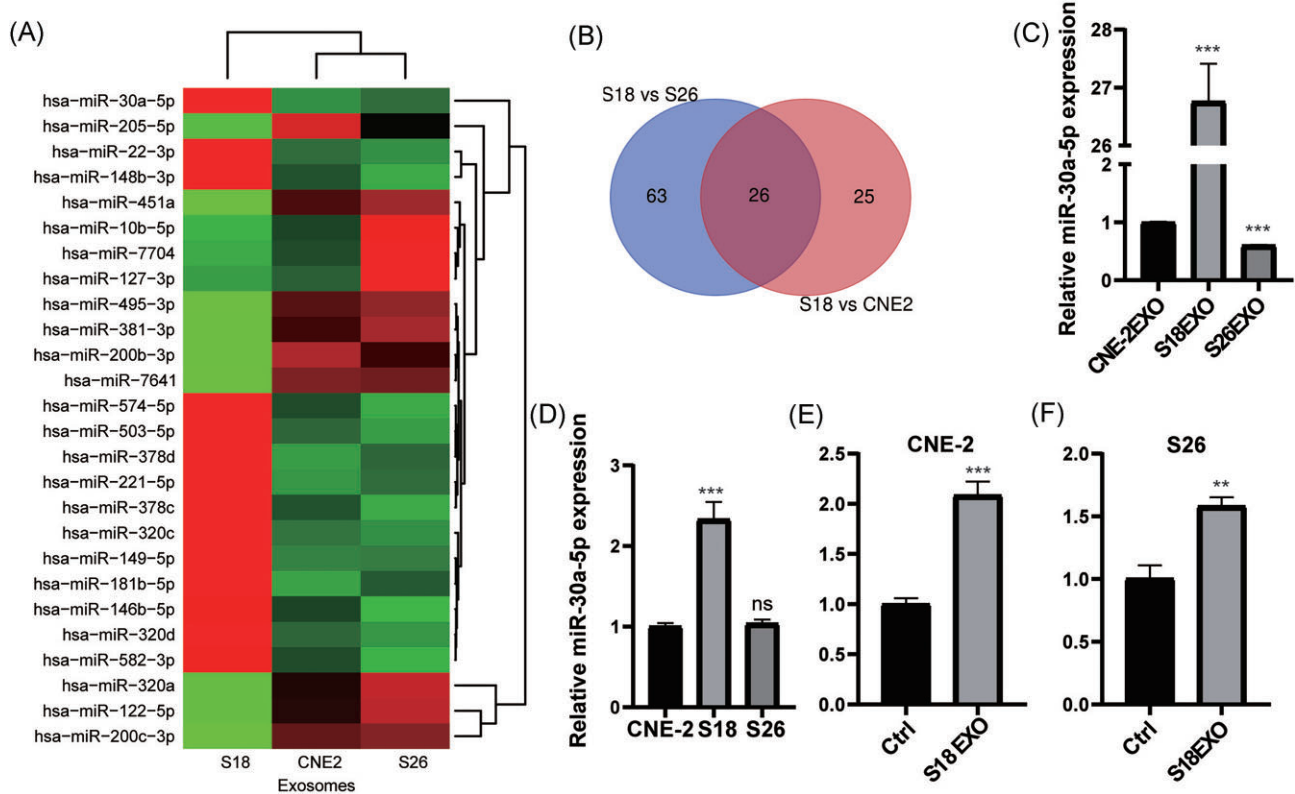 (A)
hsa-miR-30a-5p
hsa-miR-205-5p
hsa-miR-22-3p
hsa-miR-148b-3p
hsa-miR-451a
hsa-miR-10b-5p
hsa-miR-7704
hsa-miR-127-3p
hsa-miR-495-3p
hsa-miR-381-3p
hsa-miR-200b-3p
hsa-miR-7641
hsa-miR-574-5p
hsa-miR-503-5p
hsa-miR-378d
hsa-miR-221-5p
hsa-miR-378c
hsa-miR-320c
hsa-miR-149-5p
hsa-miR-181b-5p
hsa-miR-146b-5p
hsa-miR-320d
hsa-miR-582-3p
hsa-miR-320a
hsa-miR-122-5p
hsa-miR-200c-3p
S18 CNE2 S26
Exosomes
(B)
S18 vs S26
63 26 25
S18 vs CNE2
(C)
Relative miR-30a-5p expression
28
27
26
2
1
0
***
***
CNE-2EXO
S18EXO
S26EXO
(D)
Relative miR-30a-5p expression
3
2
1
0
***
ns
CNE-2 S18 S26
(E)
CNE-2
2.5
2.0
1.5
1.0
0.5
0.0
***
Ctrl
S18 EXO
(F)
S26
2.0
1.5
1.0
0.5
0.0
**
Ctrl
S18EXO